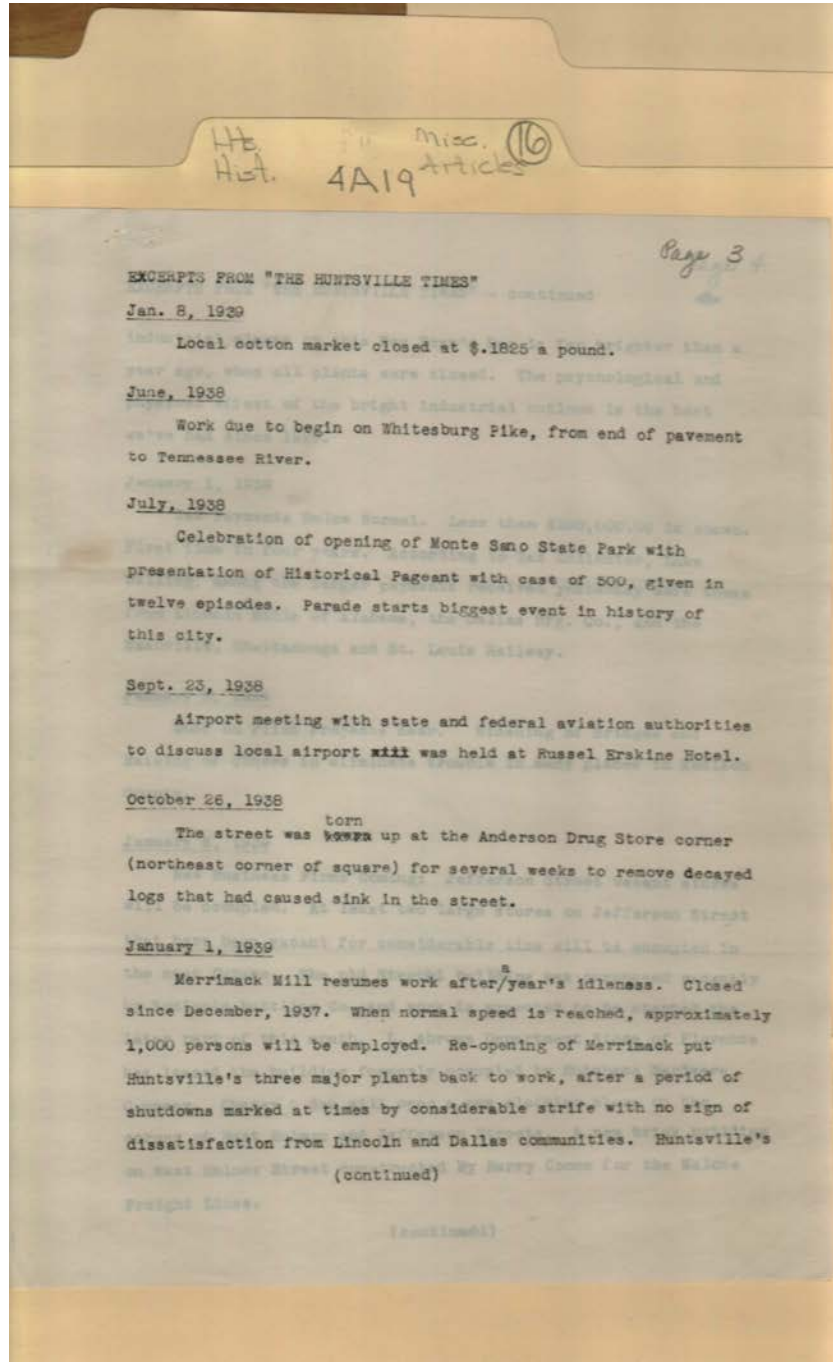 Hts. Misc. 16
Hist. 4A19 Articles
Page 3
EXCERPTS FROM "THE HUNTSVILLE TIMES"
Jan. 8, 1929
Local cotton market closed at $.1825 a pound.
June, 1938
Work due to begin on Whitesburg Pike, from end of pavement
to Tennessee River.
July, 1938
Celebration of opening of Monte Sano State Park with
presentation of Historical Pageant with case of 500, given in
twelve episodes. Parade starts biggest event in history of
this city.
Sept. 23, 1938
Airport meeting with state and federal aviation authorities
to discuss local airport was held at Russel Erskine Hotel.
October 26, 1938
torn
The street was up at the Anderson Drug Store corner
(northeast corner of square) for several weeks to remove decayed
logs that had caused sink in the street.
January 1, 1939
Merrimack Mill resumes work after/a year's idleness. Closed
since December, 1937. When normal speed is reached, approximately
1,000 persons will be employed. Re-opening of Merrimack put
Huntsville's three major plants back to work, after a period of
shutdowns marked at times by considerable strife with no sign of
dissatisfaction from Lincoln and Dallas communities. Huntsville's
(continued)